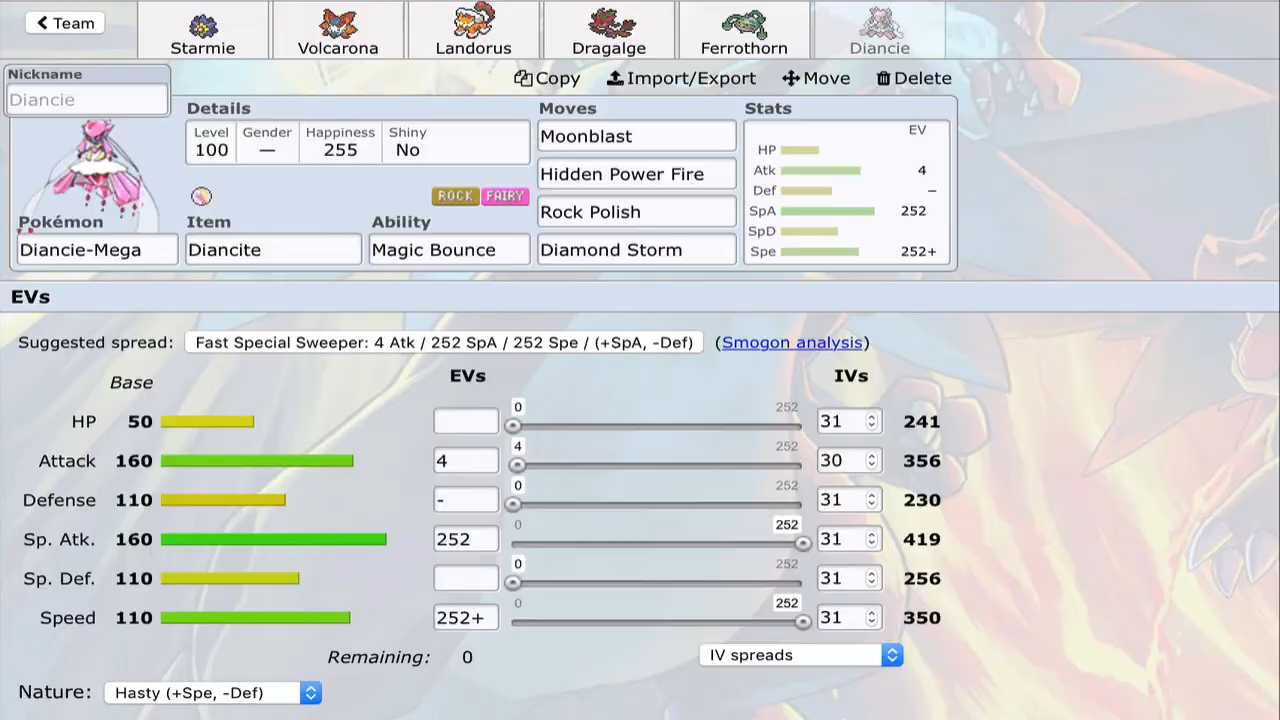 Team
Starmie
Volcarona
Landorus
Dragalge
Ferrothorn
Diancie
Copy
Import/Export
Move
Delete
Nickname
Diancie
Details
Level
100
Gender
—
Happiness
255
Shiny
No
ROCK FAIRY
Pokémon
Diancie-Mega
Item
Diancite
Ability
Magic Bounce
Moves
Moonblast
Hidden Power Fire
Rock Polish
Diamond Storm
Stats
EV
HP
Atk 4
Def –
SpA 252
SpD
Spe 252+
EVs
Suggested spread: Fast Special Sweeper: 4 Atk / 252 SpA / 252 Spe / (+SpA, -Def) (Smogon analysis)
Base EVs IVs
HP 50 0 252 31 241
Attack 160 4 4 252 30 356
Defense 110 - 0 252 31 230
Sp. Atk. 160 252 0 252 31 419
Sp. Def. 110 0 252 31 256
Speed 110 252+ 0 252 31 350
Remaining: 0
IV spreads
Nature: Hasty (+Spe, -Def)